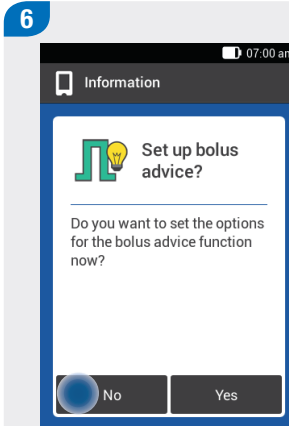 6
07:00 am
Information
Set up bolus
advice?
Do you want to set the options
for the bolus advice function
now?
No Yes